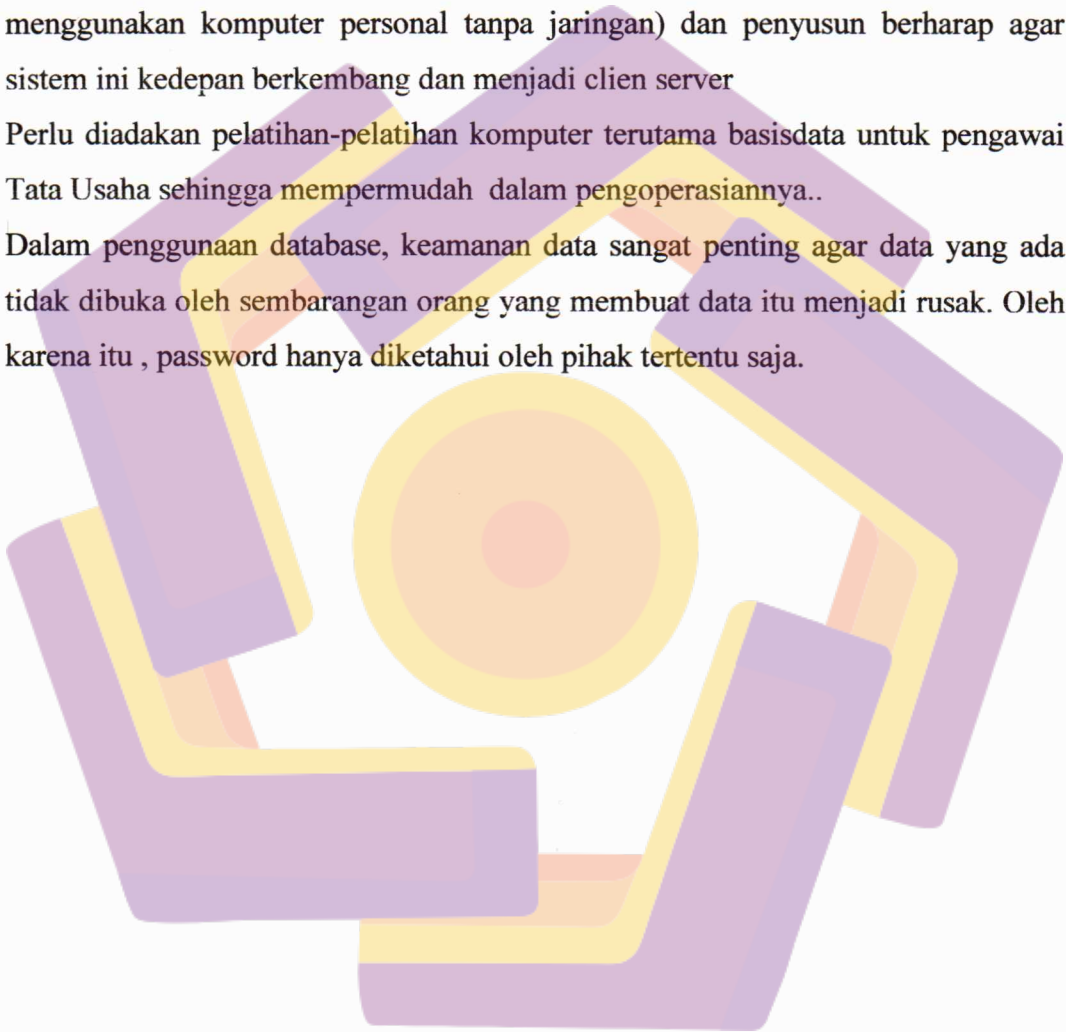 menggunakan komputer personal tanpa jaringan) dan penyusun berharap agar
sistem ini kedepan berkembang dan menjadi clien server
Perlu diadakan pelatihan-pelatihan komputer terutama basisdata untuk pengawai
Tata Usaha sehingga mempermudah dalam pengoperasiannya..
Dalam penggunaan database, keamanan data sangat penting agar data yang ada
tidak dibuka oleh sembarangan orang yang membuat data itu menjadi rusak. Oleh
karena itu , password hanya diketahui oleh pihak tertentu saja.